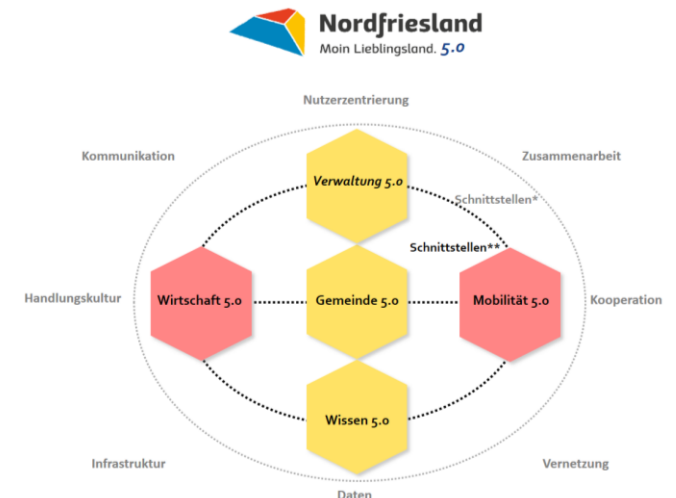 Nordfriesland
Moin Lieblingsland. 5.0
Nutzerzentrierung
Kommunikation
Zusammenarbeit
Verwaltung 5.0
Schnittstellen*
Schnittstellen**
Handlungskultur
Wirtschaft 5.0
Gemeinde 5.0
Mobilität 5.0
Kooperation
Wissen 5.0
Infrastruktur
Vernetzung
Daten